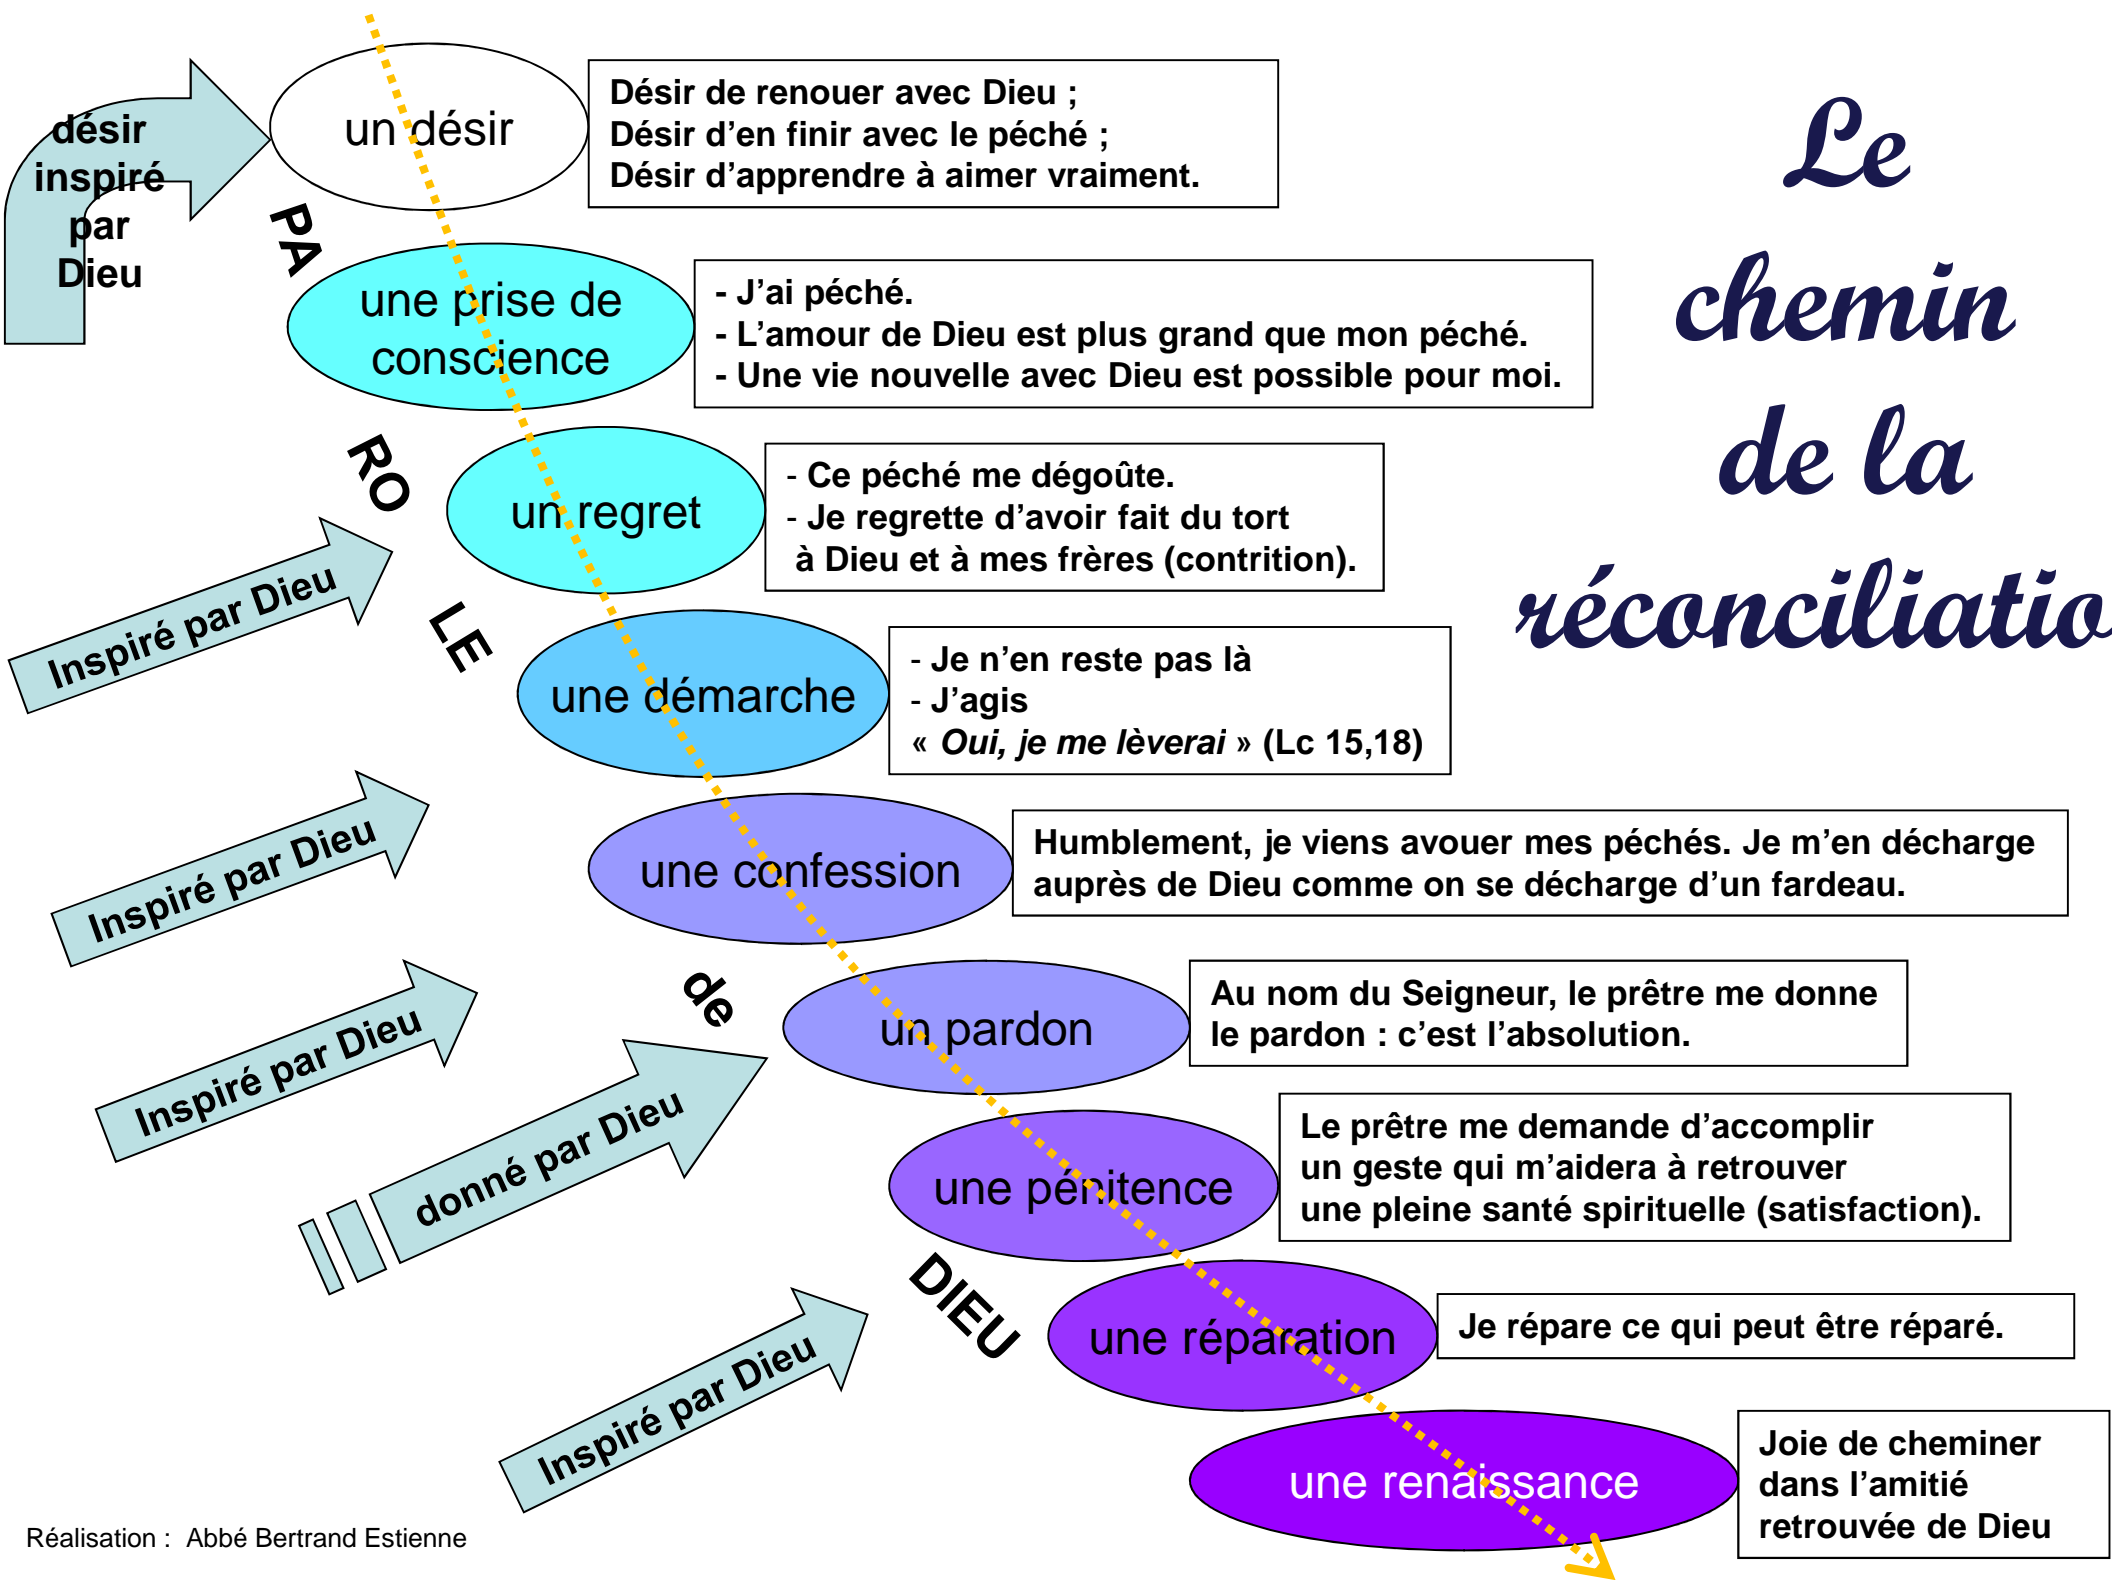 Le
chemin
de la
réconciliatio
désir
inspiré
par
Dieu
un désir
Désir de renouer avec Dieu ;
Désir d’en finir avec le péché ;
Désir d’apprendre à aimer vraiment.
PA
une prise de
conscience
- J’ai péché.
- L’amour de Dieu est plus grand que mon péché.
- Une vie nouvelle avec Dieu est possible pour moi.
RO
un regret
- Ce péché me dégoûte.
- Je regrette d’avoir fait du tort
à Dieu et à mes frères (contrition).
Inspiré par Dieu
LE
une démarche
- Je n’en reste pas là
- J’agis
« Oui, je me lèverai » (Lc 15,18)
Inspiré par Dieu
une confession
Humblement, je viens avouer mes péchés. Je m’en décharge
auprès de Dieu comme on se décharge d’un fardeau.
Inspiré par Dieu
de
un pardon
Au nom du Seigneur, le prêtre me donne
le pardon : c’est l’absolution.
donné par Dieu
une pénitence
Le prêtre me demande d’accomplir
un geste qui m’aidera à retrouver
une pleine santé spirituelle (satisfaction).
DIEU
une réparation
Je répare ce qui peut être réparé.
Inspiré par Dieu
une renaissance
Joie de cheminer
dans l’amitié
retrouvée de Dieu
Réalisation : Abbé Bertrand Estienne